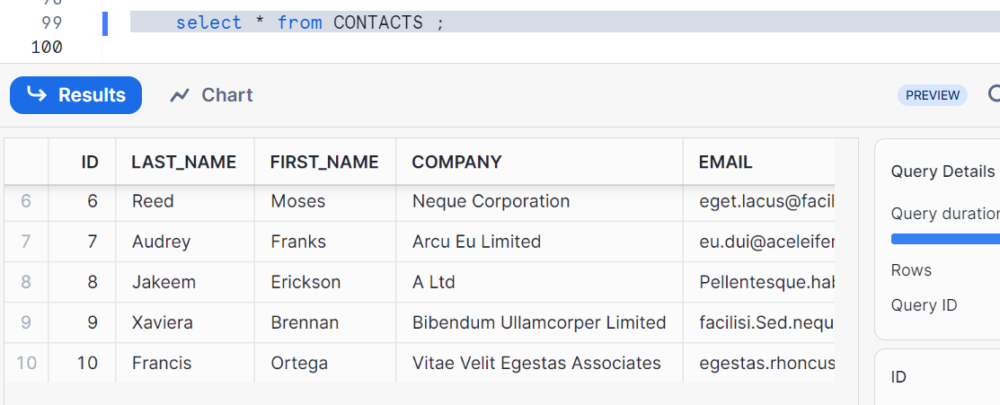 99 select * from CONTACTS ;
100
Results Chart PREVIEW
ID LAST_NAME FIRST_NAME COMPANY EMAIL
Query Details
6 6 Reed Moses Neque Corporation eget.lacus@facil
Query duration
7 7 Audrey Franks Arcu Eu Limited eu.dui@aceleifer
8 8 Jakeem Erickson A Ltd Pellentesque.hab
Rows
Query ID
9 9 Xaviera Brennan Bibendum Ullamcorper Limited facilisi.Sed.nequ
10 10 Francis Ortega Vitae Velit Egestas Associates egestas.rhoncus
ID